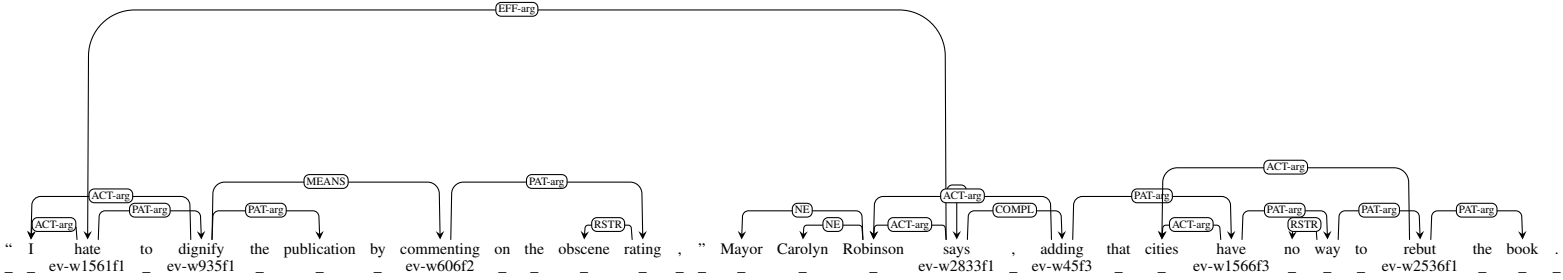 EFF-arg
ACT-arg
MEANS PAT-arg
ACT-arg ACT-arg PAT-arg
PAT-arg PAT-arg NE COMPL PAT-arg PAT-arg PAT-arg
ACT-arg RSTR NE ACT-arg ACT-arg RSTR
“ I hate to dignify the publication by commenting on the obscene rating , ” Mayor Carolyn Robinson says , adding that cities have no way to rebut the book .
_ _ ev-w1561f1 _ ev-w935f1 _ _ _ ev-w606f2 _ _ _ _ _ _ _ _ _ ev-w2833f1 _ ev-w45f3 _ _ ev-w1566f3 _ _ _ ev-w2536f1 _ _ _